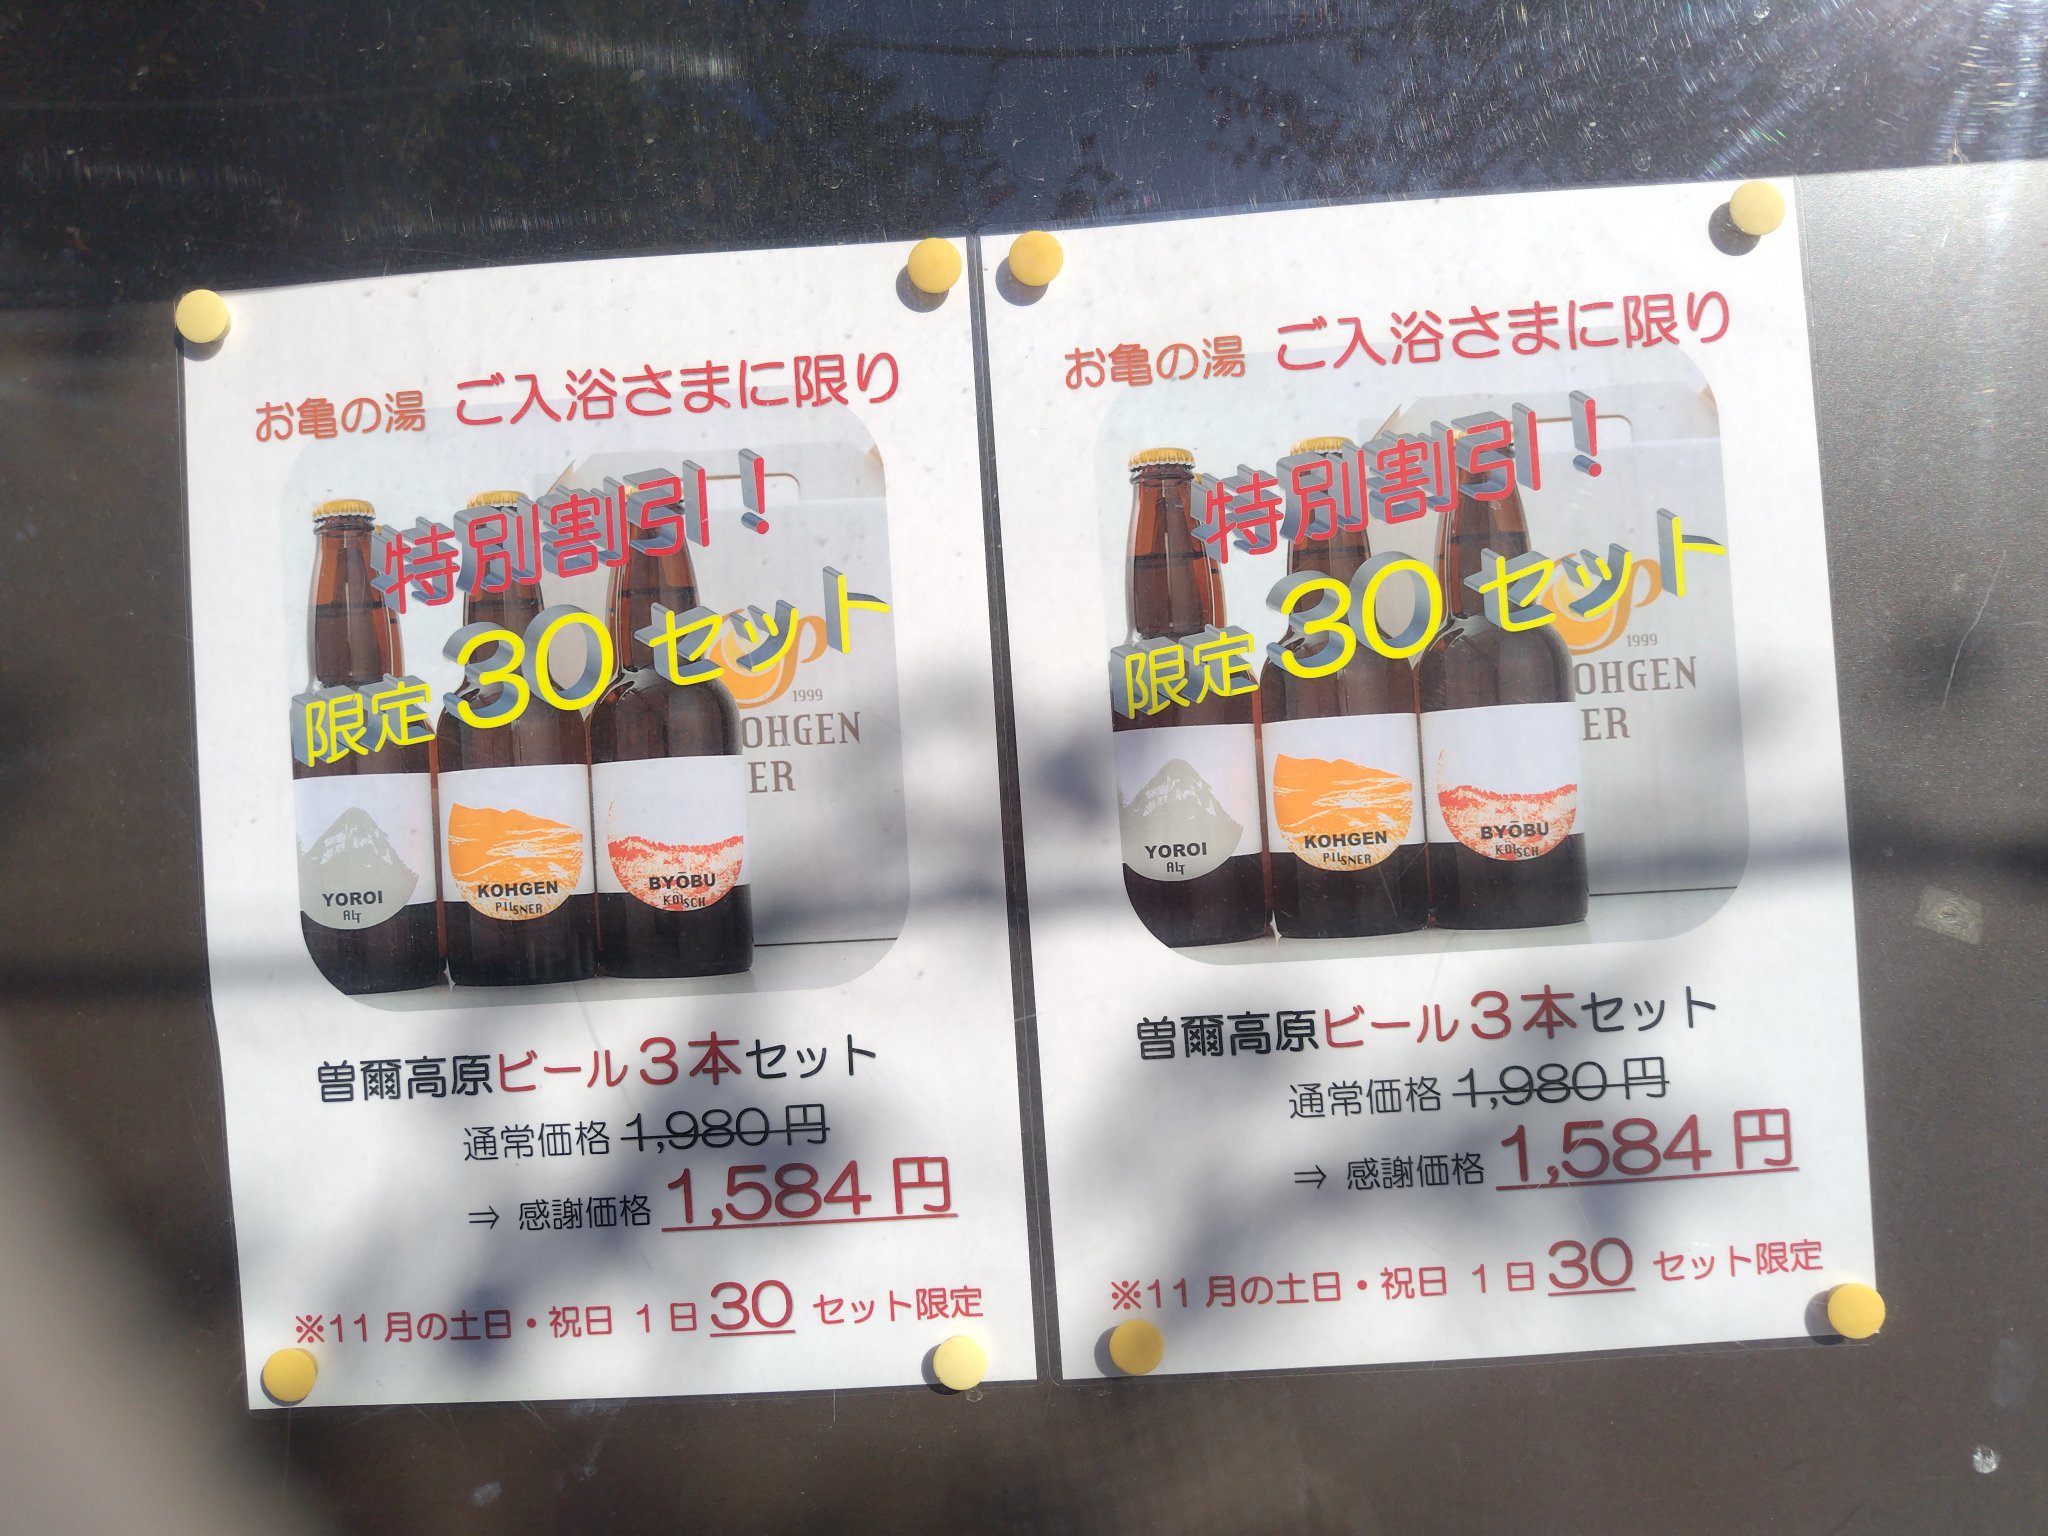 お亀の湯 ご入浴さまに限り
特別割引！
限定30セット
1999
OHGEN
ER
YOROI
ALT
KOHGEN
PILSNER
BYŌBU
KÖLSCH
曽爾高原ビール３本セット
通常価格 1,980円
⇒ 感謝価格 1,584円
※11月の土日・祝日 1日30 セット限定
お亀の湯 ご入浴さまに限り
特別割引！
限定30セット
1999
OHGEN
ER
YOROI
ALT
KOHGEN
PILSNER
BYŌBU
KÖLSCH
曽爾高原ビール３本セット
通常価格 1,980円
⇒ 感謝価格 1,584円
※11月の土日・祝日 1日30 セット限定